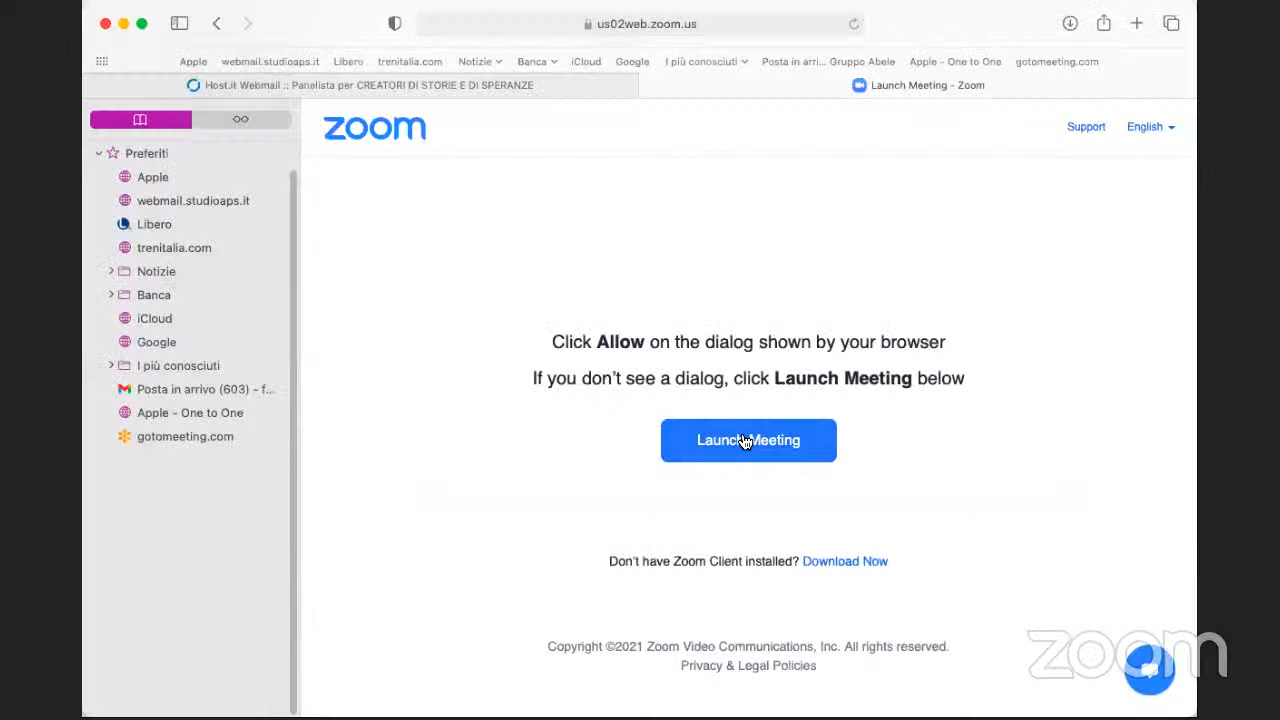 us02web.zoom.us
Apple webmail.studioaps.it Libero trenitalia.com Notizie Banca iCloud Google I più conosciuti Posta in arri... Gruppo Abele Apple - One to One gotomeeting.com
Host.it Webmail :: Panelista per CREATORI DI STORIE E DI SPERANZE
Launch Meeting - Zoom
Preferiti
Apple
webmail.studioaps.it
Libero
trenitalia.com
Notizie
Banca
iCloud
Google
I più conosciuti
Posta in arrivo (603) - f...
Apple - One to One
gotomeeting.com
zoom
Support English
Click Allow on the dialog shown by your browser
If you don't see a dialog, click Launch Meeting below
Launch Meeting
Don't have Zoom Client installed? Download Now
Copyright ©2021 Zoom Video Communications, Inc. All rights reserved.
Privacy & Legal Policies
zoom